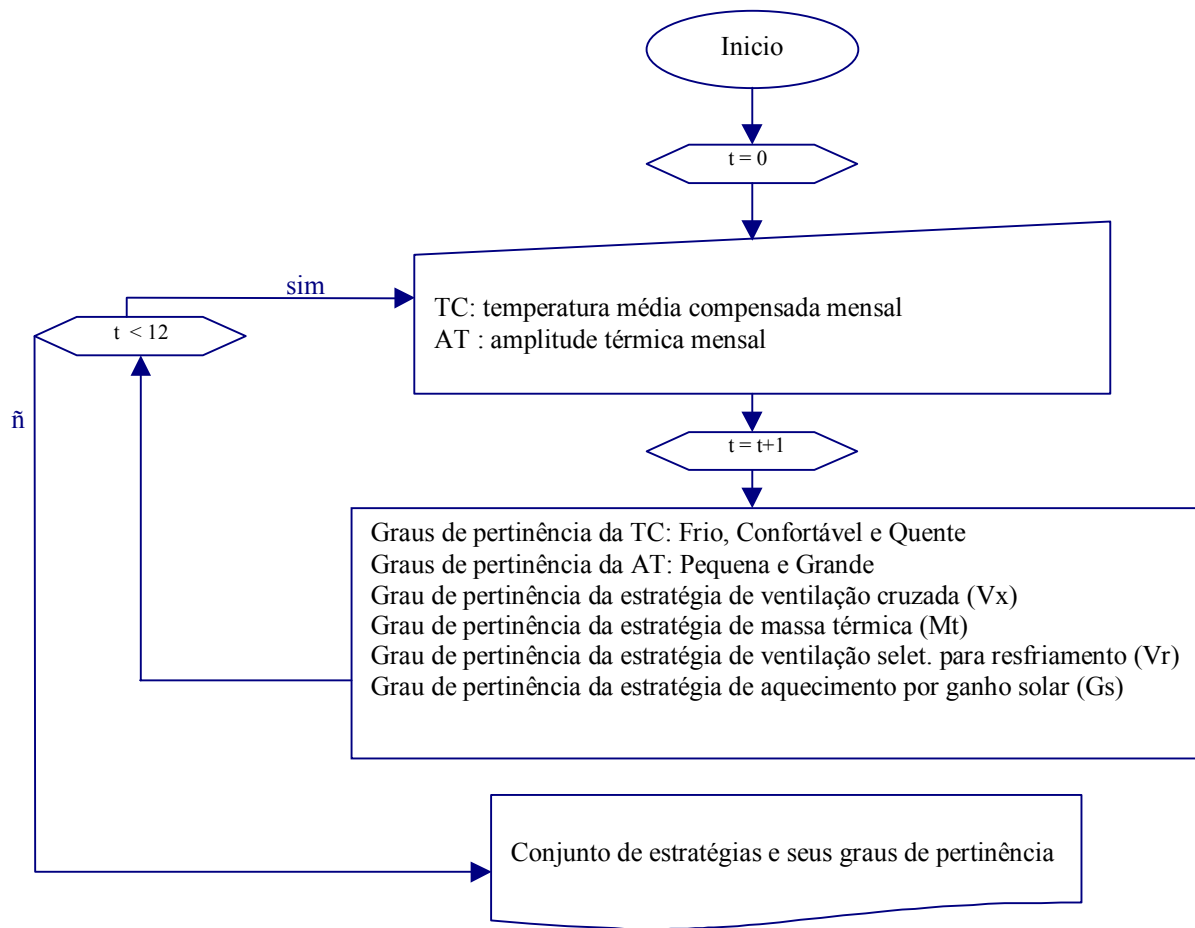 Inicio
t = 0
sim
TC: temperatura média compensada mensal
AT : amplitude térmica mensal
t < 12
ñ
t = t+1
Graus de pertinência da TC: Frio, Confortável e Quente
Graus de pertinência da AT: Pequena e Grande
Grau de pertinência da estratégia de ventilação cruzada (Vx)
Grau de pertinência da estratégia de massa térmica (Mt)
Grau de pertinência da estratégia de ventilação selet. para resfriamento (Vr)
Grau de pertinência da estratégia de aquecimento por ganho solar (Gs)
Conjunto de estratégias e seus graus de pertinência